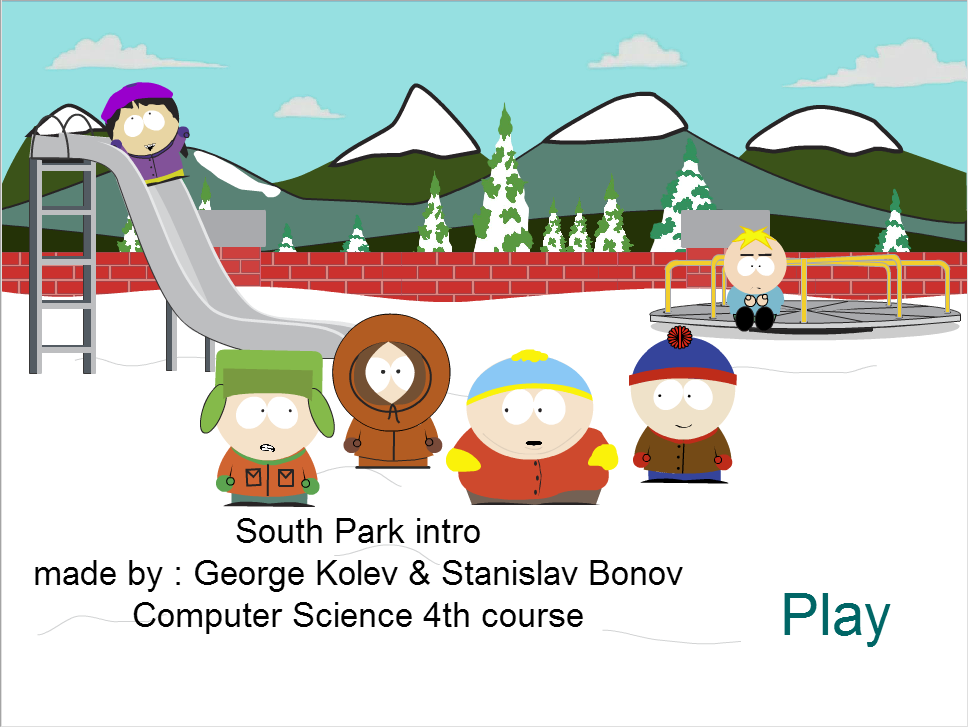 South Park intro
made by : George Kolev & Stanislav Bonov
Computer Science 4th course
Play